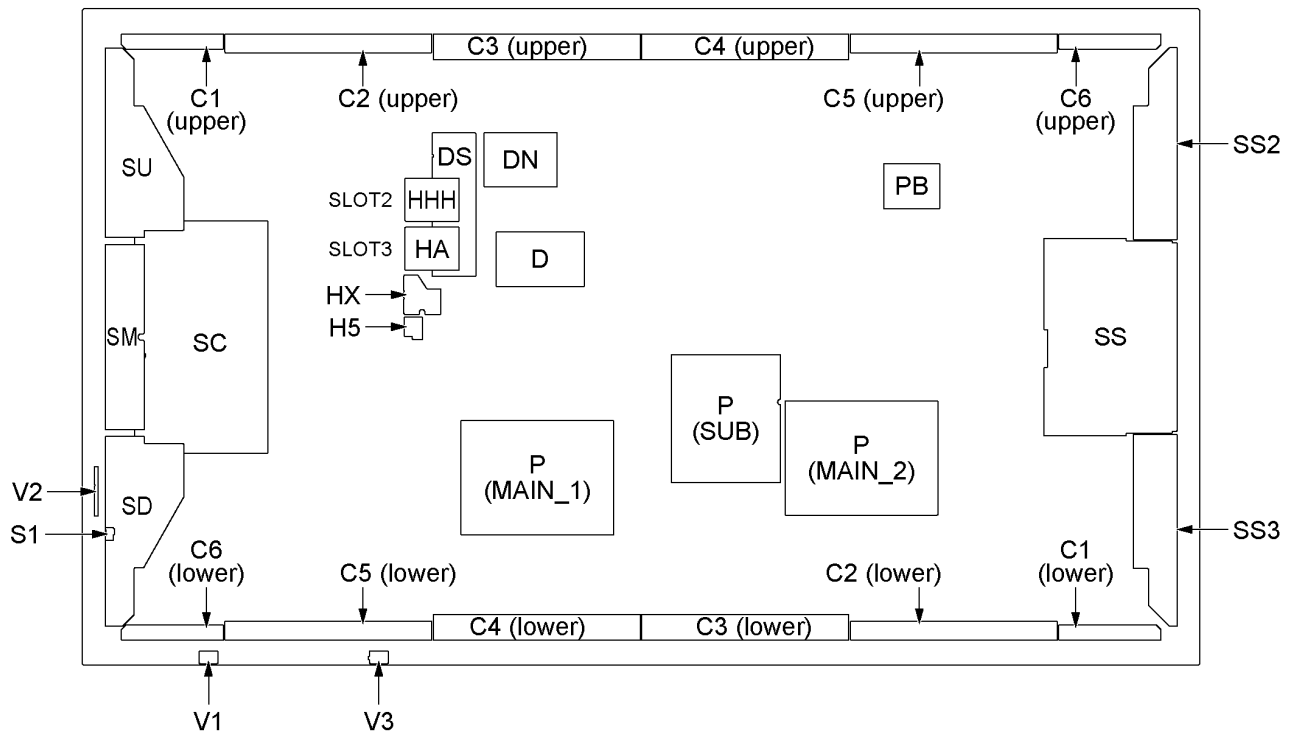 C3 (upper)
C4 (upper)
C1
(upper)
C2 (upper)
C5 (upper)
C6
(upper)
SU
DS
DN
SS2
PB
SLOT2
HHH
SLOT3
HA
D
HX
H5
SM
SC
SS
P
(SUB)
P
(MAIN_1)
P
(MAIN_2)
V2
SD
S1
SS3
C6
(lower)
C5 (lower)
C2 (lower)
C1
(lower)
C4 (lower)
C3 (lower)
V1
V3